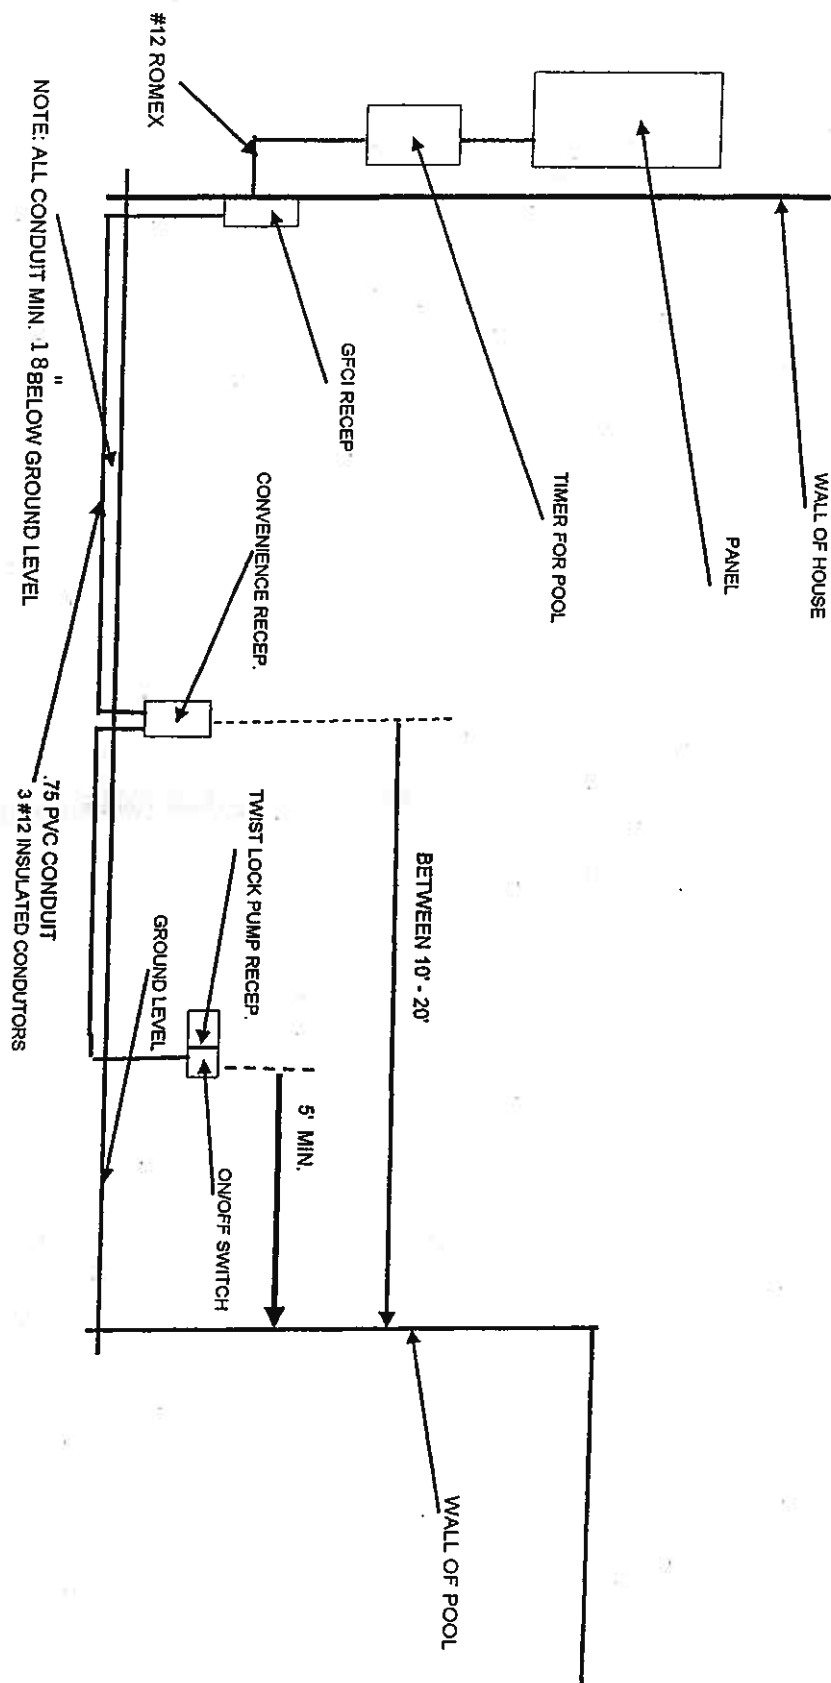 WALL OF HOUSE
PANEL
TIMER FOR POOL
GFCI RECEP.
#12 ROMEX
CONVENIENCE RECEP.
NOTE: ALL CONDUIT MIN. 18" BELOW GROUND LEVEL
.75 PVC CONDUIT
3 #12 INSULATED CONDUTORS
TWIST LOCK PUMP RECEP.
GROUND LEVEL
BETWEEN 10' - 20'
5' MIN.
ON/OFF SWITCH
WALL OF POOL